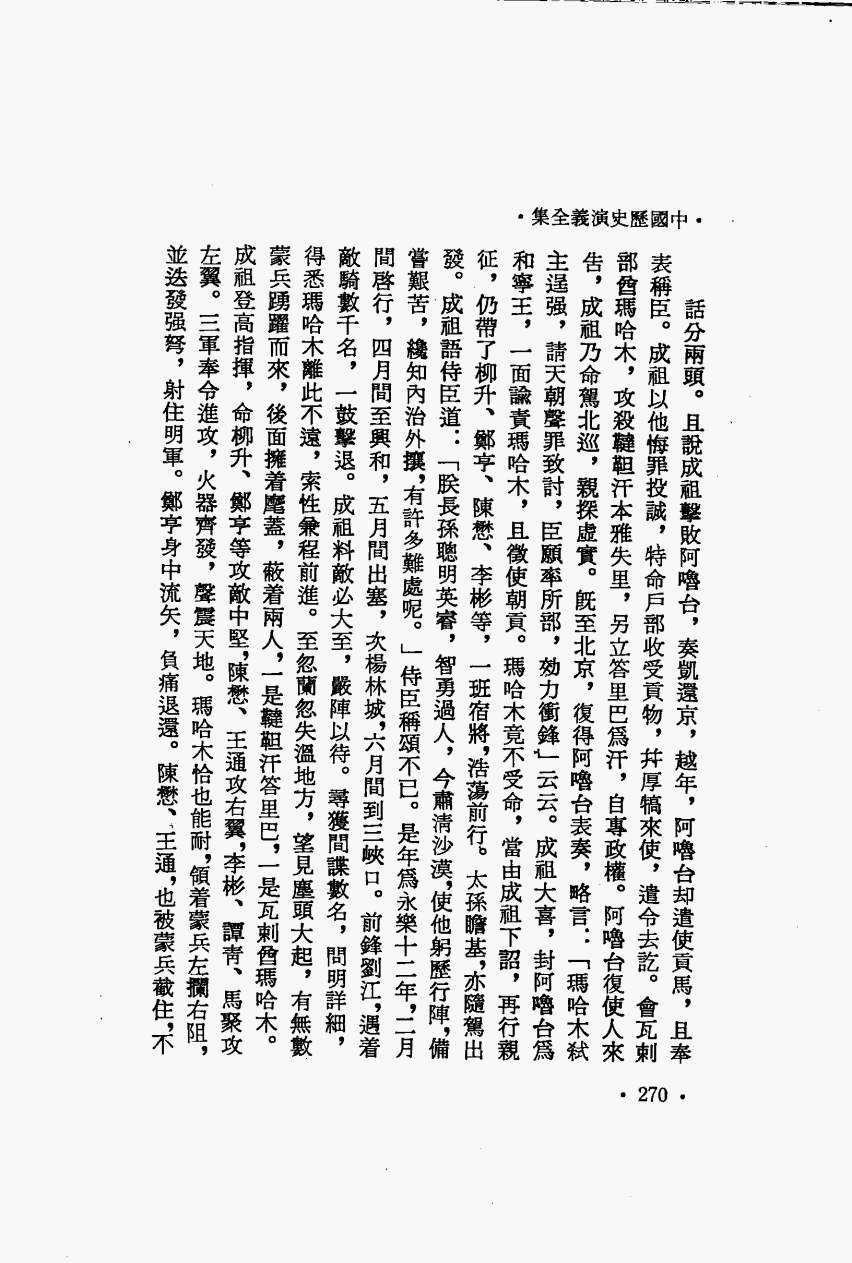 ·中國歷史演義全集·
話分兩頭。且說成祖擊敗阿嚕台，奏凱還京，越年，阿嚕台却遣使貢馬，且奉
表稱臣。成祖以他悔罪投誠，特命戶部收受貢物，幷厚犒來使，遣令去訖。會瓦剌
部酋瑪哈木，攻殺韃靼汗本雅失里，另立答里巴爲汗，自專政權。阿嚕台復使人來
告，成祖乃命駕北巡，親探虛實。旣至北京，復得阿嚕台表奏，略言：「瑪哈木弒
主逞强，請天朝聲罪致討，臣願率所部，効力衝鋒」云云。成祖大喜，封阿嚕台爲
和寧王，一面諭責瑪哈木，且徵使朝貢。瑪哈木竟不受命，當由成祖下詔，再行親
征，仍帶了柳升、鄭亨、陳懋、李彬等，一班宿將，浩蕩前行。太孫瞻基，亦隨駕出
發。成祖語侍臣道：「朕長孫聰明英睿，智勇過人，今肅淸沙漠，使他躬歷行陣，備
嘗艱苦，纔知內治外攘，有許多難處呢。」侍臣稱頌不已。是年爲永樂十二年，二月
間啓行，四月間至興和，五月間出塞，次楊林城，六月間到三峽口。前鋒劉江，遇着
敵騎數千名，一鼓擊退。成祖料敵必大至，嚴陣以待。尋獲間諜數名，問明詳細，
得悉瑪哈木離此不遠，索性兼程前進。至忽蘭忽失溫地方，望見塵頭大起，有無數
蒙兵踴躍而來，後面擁着麾蓋，蔽着兩人，一是韃靼汗答里巴，一是瓦剌酋瑪哈木。
成祖登高指揮，命柳升、鄭亨等攻敵中堅，陳懋、王通攻右翼，李彬、譚靑、馬聚攻
左翼。三軍奉令進攻，火器齊發，聲震天地。瑪哈木恰也能耐，領着蒙兵左攔右阻，
並迭發强弩，射住明軍。鄭亨身中流矢，負痛退還。陳懋、王通，也被蒙兵截住，不
·270·